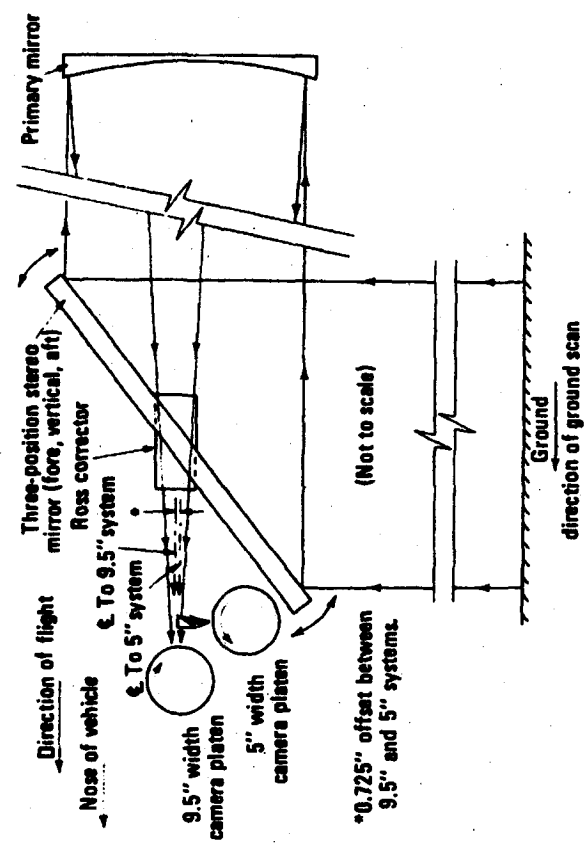 Direction of flight
Nose of vehicle
Three-position stereo
mirror (fore, vertical, aft)
Ross corrector
℄ To 9.5" system
℄ To 5" system
*
Primary mirror
9.5" width
camera platen
5" width
camera platen
*0.725" offset between
9.5" and 5" systems.
(Not to scale)
Ground
direction of ground scan